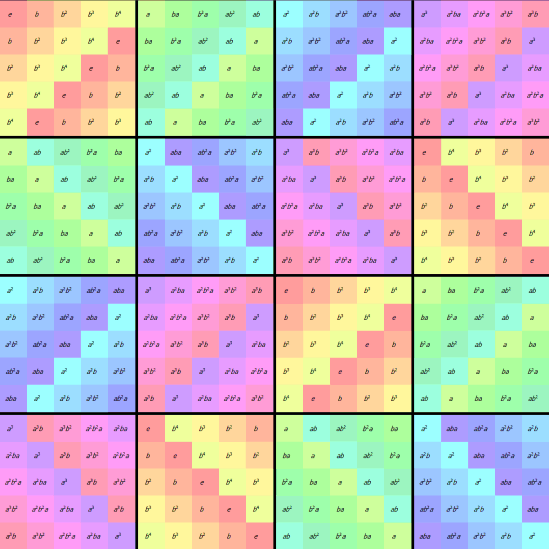 e b b² b³ b⁴ a ba b²a ab² ab a² a²b a²b² ab²a aba a³ a²ba a²b²a a³b² a³b
b b² b³ b⁴ e ba b²a ab² ab a a²b a²b² ab²a aba a² a²ba a²b²a a³b² a³b a³
b² b³ b⁴ e b b²a ab² ab a ba a²b² ab²a aba a² a²b a²b²a a³b² a³b a³ a²ba
b³ b⁴ e b b² ab² ab a ba b²a ab²a aba a² a²b a²b² a³b² a³b a³ a²ba a²b²a
b⁴ e b b² b³ ab a ba b²a ab² aba a² a²b a²b² ab²a a³b a³ a²ba a²b²a a³b²
a ab ab² b²a ba a² aba ab²a a²b² a²b a³ a³b a³b² a²b²a a²ba e b⁴ b³ b² b
ba a ab ab² b²a a²b a² aba ab²a a²b² a²ba a³ a³b a³b² a²b²a b e b⁴ b³ b²
b²a ba a ab ab² a²b² a²b a² aba ab²a a²b²a a²ba a³ a³b a³b² b² b e b⁴ b³
ab² b²a ba a ab ab²a a²b² a²b a² aba a³b² a²b²a a²ba a³ a³b b³ b² b e b⁴
ab ab² b²a ba a aba ab²a a²b² a²b a² a³b a³b² a²b²a a²ba a³ b⁴ b³ b² b e
a² a²b a²b² ab²a aba a³ a²ba a²b²a a³b² a³b e b b² b³ b⁴ a ba b²a ab² ab
a²b a²b² ab²a aba a² a²ba a²b²a a³b² a³b a³ b b² b³ b⁴ e ba b²a ab² ab a
a²b² ab²a aba a² a²b a²b²a a³b² a³b a³ a²ba b² b³ b⁴ e b b²a ab² ab a ba
ab²a aba a² a²b a²b² a³b² a³b a³ a²ba a²b²a b³ b⁴ e b b² ab² ab a ba b²a
aba a² a²b a²b² ab²a a³b a³ a²ba a²b²a a³b² b⁴ e b b² b³ ab a ba b²a ab²
a³ a³b a³b² a²b²a a²ba e b⁴ b³ b² b a ab ab² b²a ba a² aba ab²a a²b² a²b
a²ba a³ a³b a³b² a²b²a b e b⁴ b³ b² ba a ab ab² b²a a²b a² aba ab²a a²b²
a²b²a a²ba a³ a³b a³b² b² b e b⁴ b³ b²a ba a ab ab² a²b² a²b a² aba ab²a
a³b² a²b²a a²ba a³ a³b b³ b² b e b⁴ ab² b²a ba a ab ab²a a²b² a²b a² aba
a³b a³b² a²b²a a²ba a³ b⁴ b³ b² b e ab ab² b²a ba a aba ab²a a²b² a²b a²